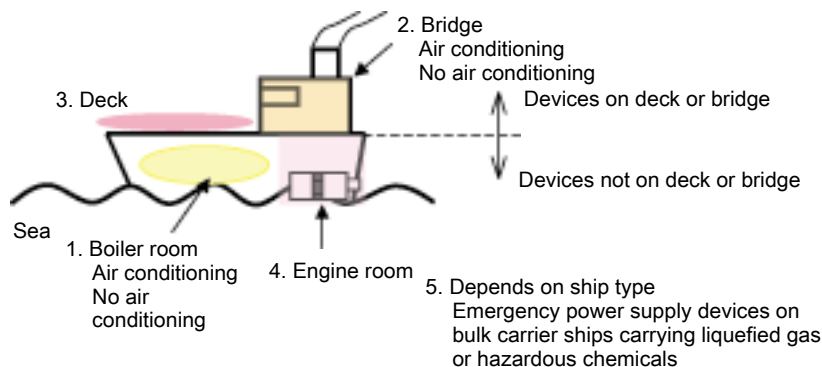 2. Bridge
Air conditioning
No air conditioning
3. Deck
Devices on deck or bridge
Devices not on deck or bridge
Sea
1. Boiler room
Air conditioning
No air
conditioning
4. Engine room
5. Depends on ship type
Emergency power supply devices on
bulk carrier ships carrying liquefied gas
or hazardous chemicals